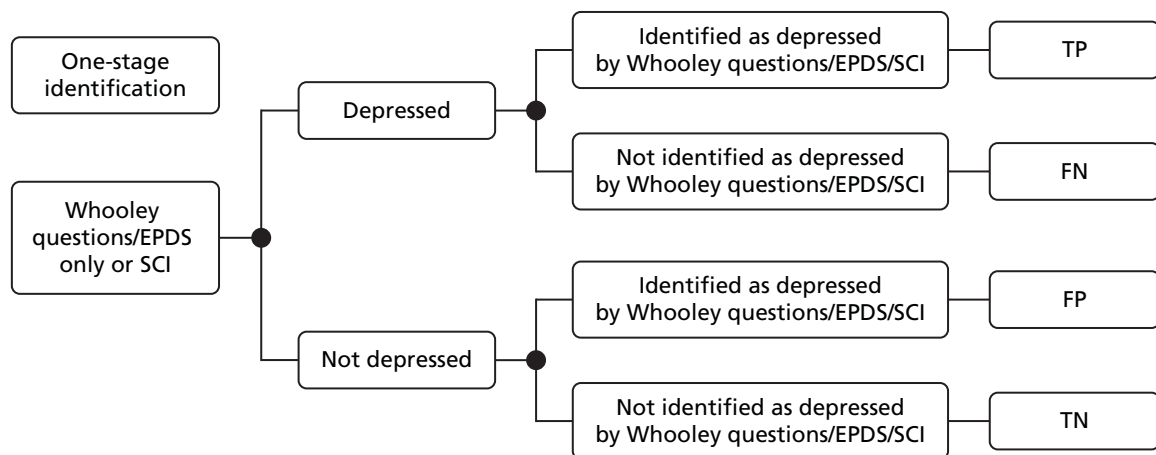 One-stage
identification
Whooley
questions/EPDS
only or SCI
Depressed
Not depressed
Identified as depressed
by Whooley questions/EPDS/SCI
TP
Not identified as depressed
by Whooley questions/EPDS/SCI
FN
Identified as depressed
by Whooley questions/EPDS/SCI
FP
Not identified as depressed
by Whooley questions/EPDS/SCI
TN